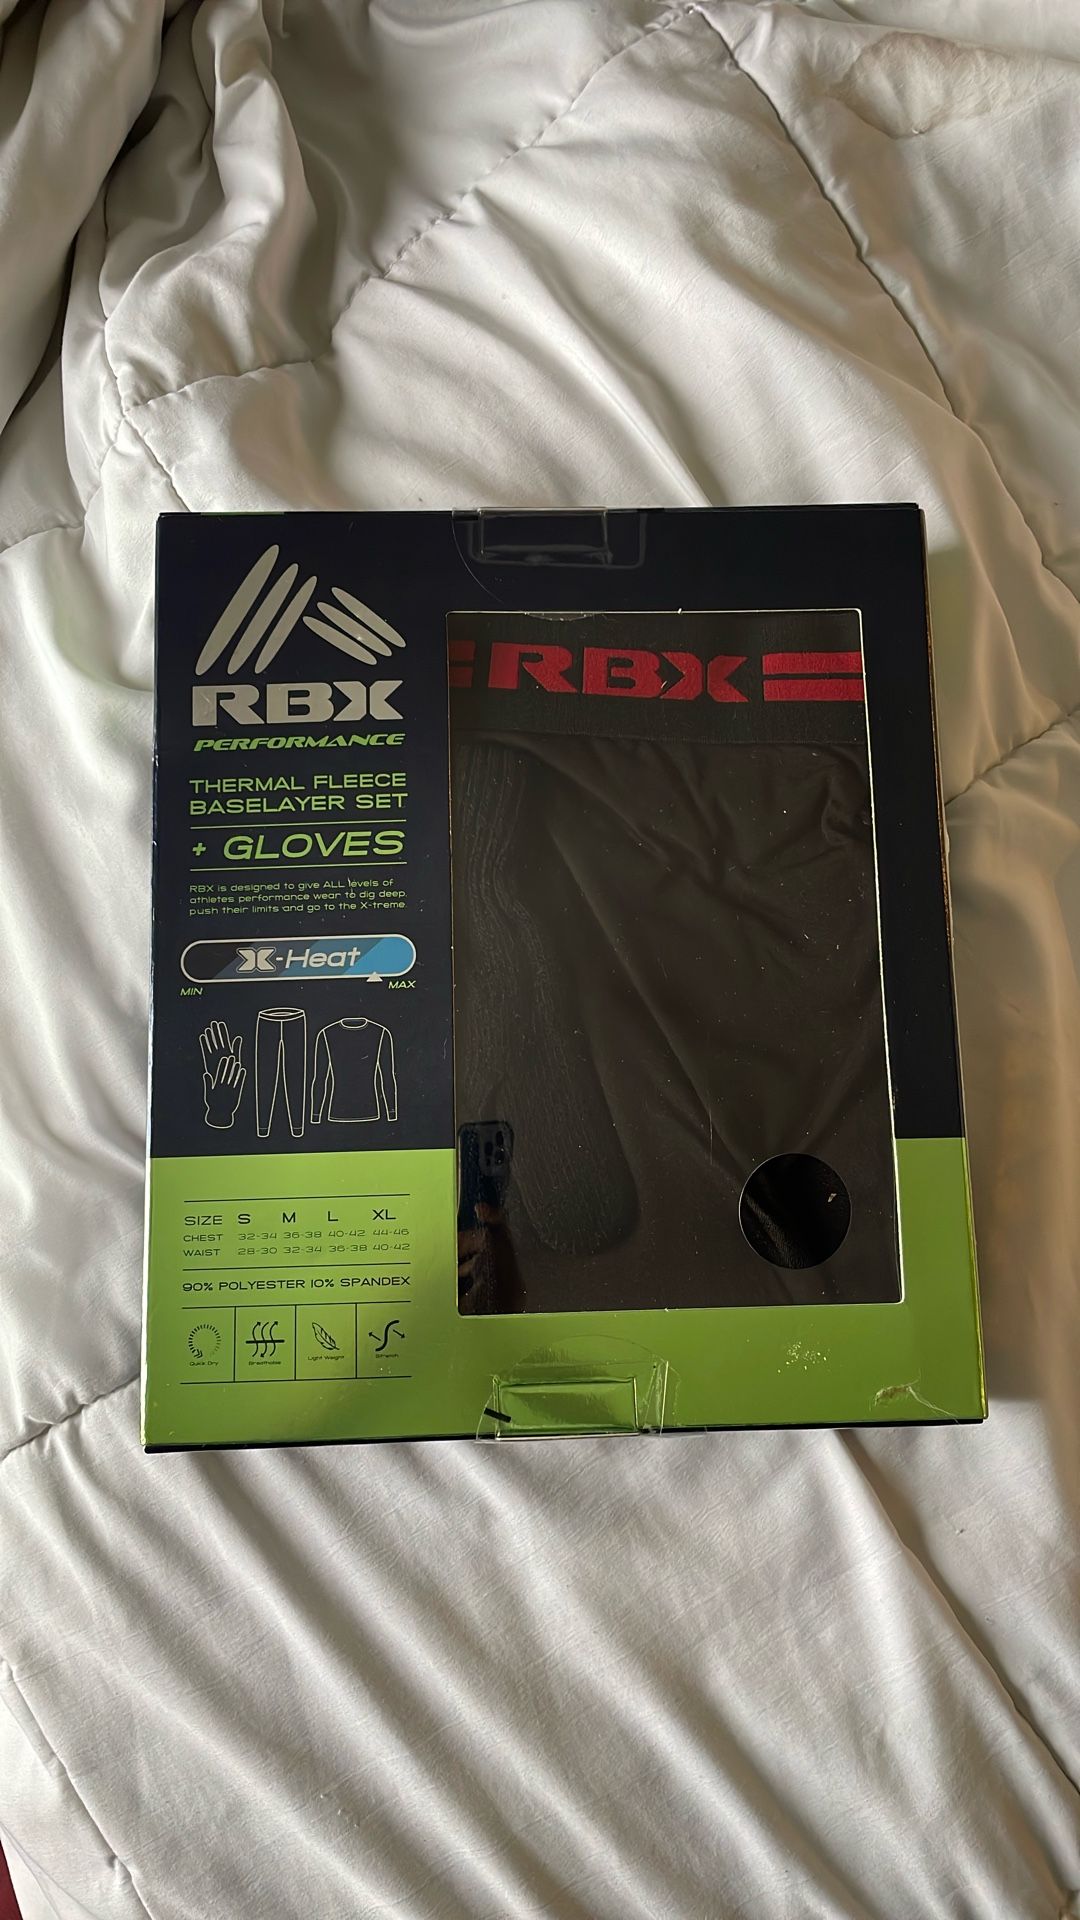 RBX
PERFORMANCE
THERMAL FLEECE
BASELAYER SET
+ GLOVES
RBX is designed to give ALL levels of
athletes performance wear to dig deep,
push their limits and go to the X-treme.
X-Heat
MIN MAX
SIZE S M L XL
CHEST 32-34 36-38 40-42 44-46
WAIST 28-30 32-34 36-38 40-42
90% POLYESTER 10% SPANDEX
Quick Dry Breathable Light Weight Stretch
RBX